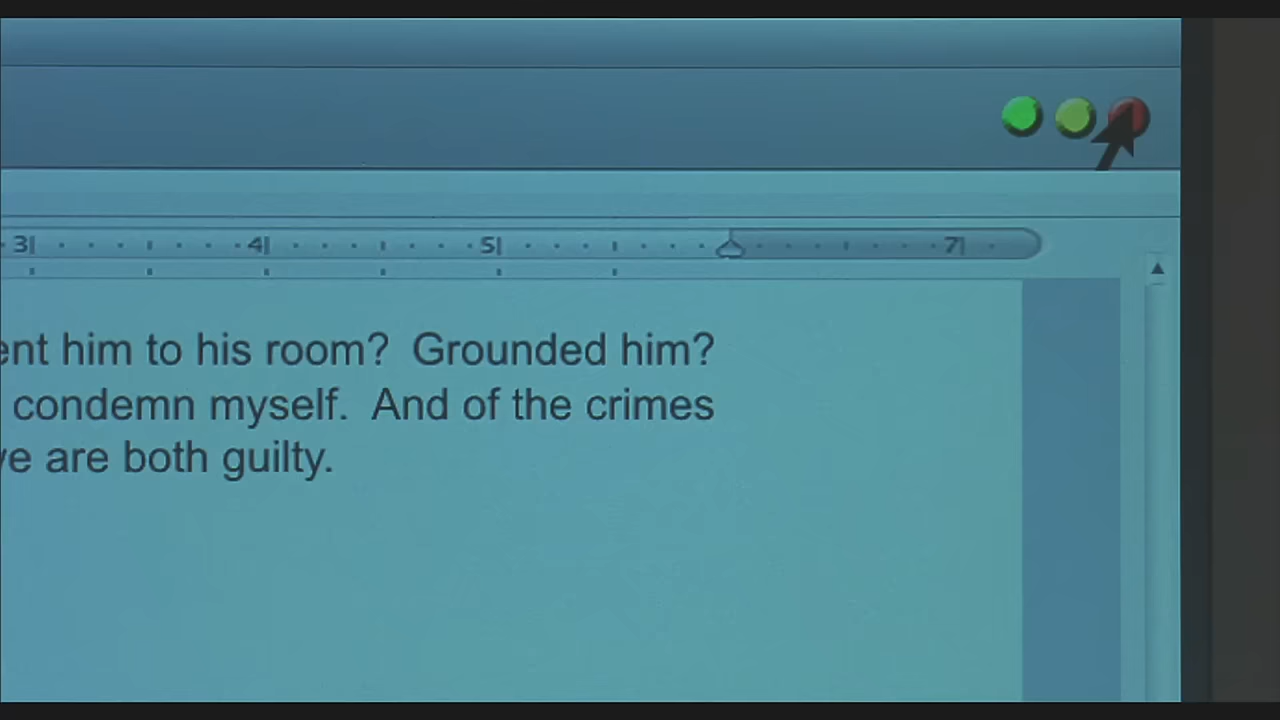 3 4 5 7
ent him to his room?  Grounded him?
condemn myself.  And of the crimes
are both guilty.